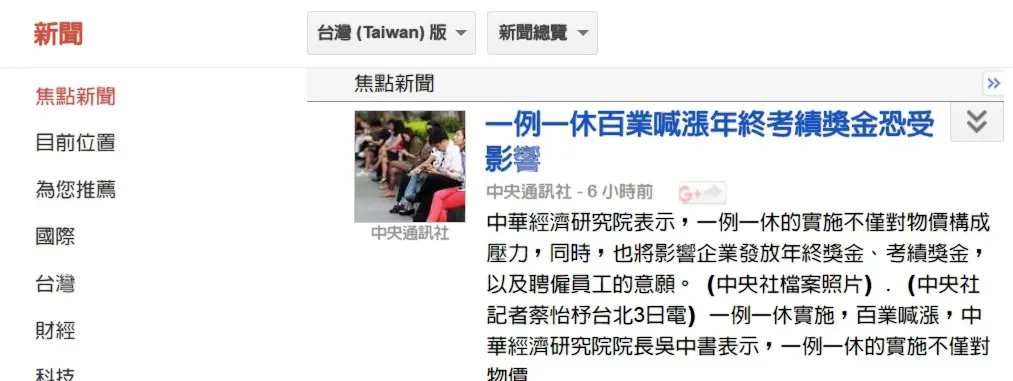 新聞
台灣 (Taiwan) 版
新聞總覽
焦點新聞
目前位置
為您推薦
國際
台灣
財經
科技
焦點新聞
一例一休百業喊漲年終考績獎金恐受
影響
中央通訊社 - 6 小時前
G+
中央通訊社
中華經濟研究院表示，一例一休的實施不僅對物價構成
壓力，同時，也將影響企業發放年終獎金、考績獎金，
以及聘僱員工的意願。（中央社檔案照片）．（中央社
記者蔡怡杼台北3日電）一例一休實施，百業喊漲，中
華經濟研究院院長吳中書表示，一例一休的實施不僅對
物價